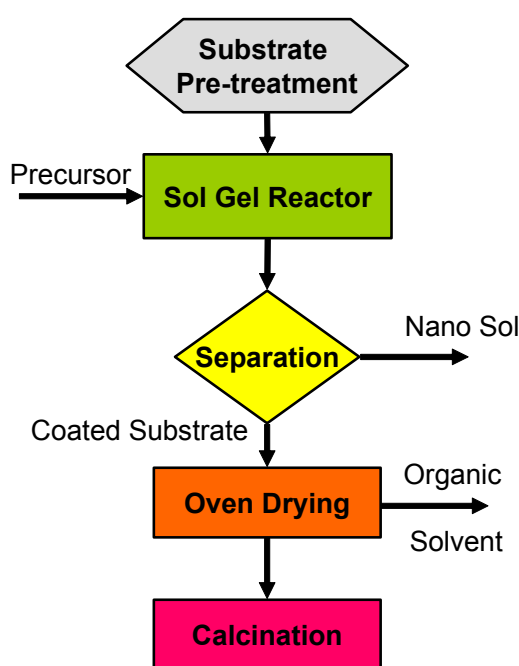 Substrate
Pre-treatment
Precursor
Sol Gel Reactor
Nano Sol
Separation
Coated Substrate
Organic
Oven Drying
Solvent
Calcination